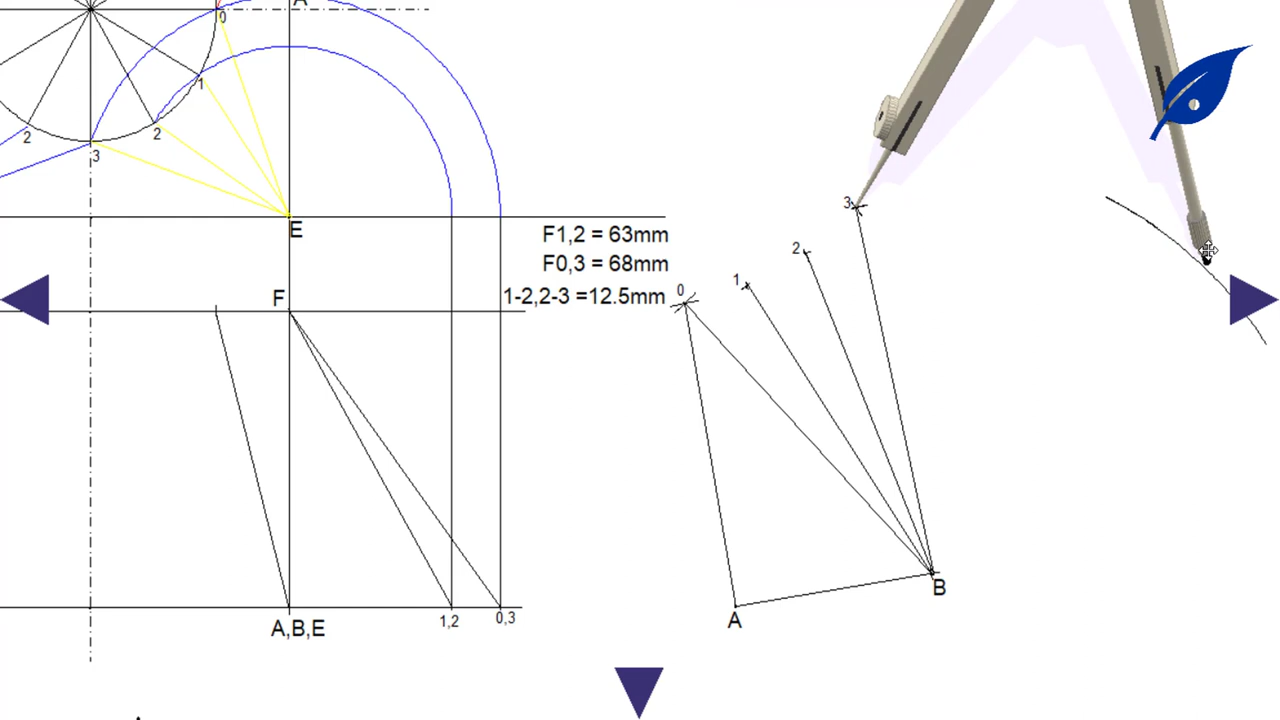 A
0
1
2
2
3
E
F1,2 = 63mm
F0,3 = 68mm
1-2,2-3 =12.5mm
F
3
2
1
0
A,B,E
1,2
0,3
A
B